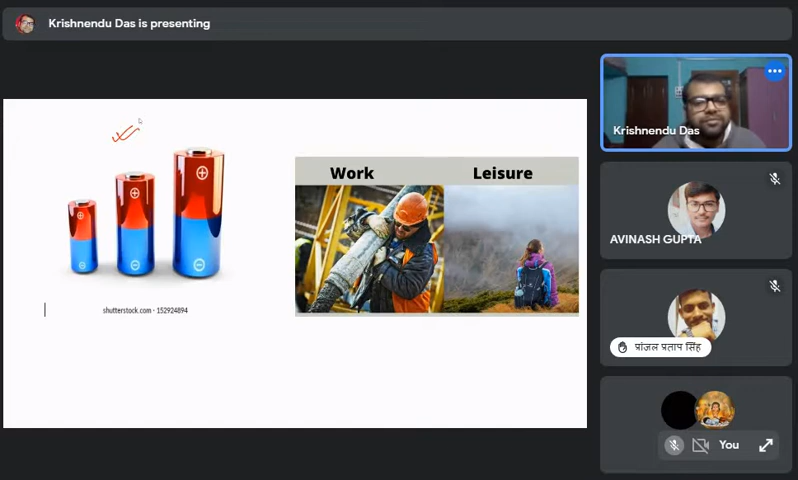 Krishnendu Das is presenting
Work
Leisure
shutterstock.com · 152924894
Krishnendu Das
AVINASH GUPTA
प्रांजल प्रताप सिंह
You